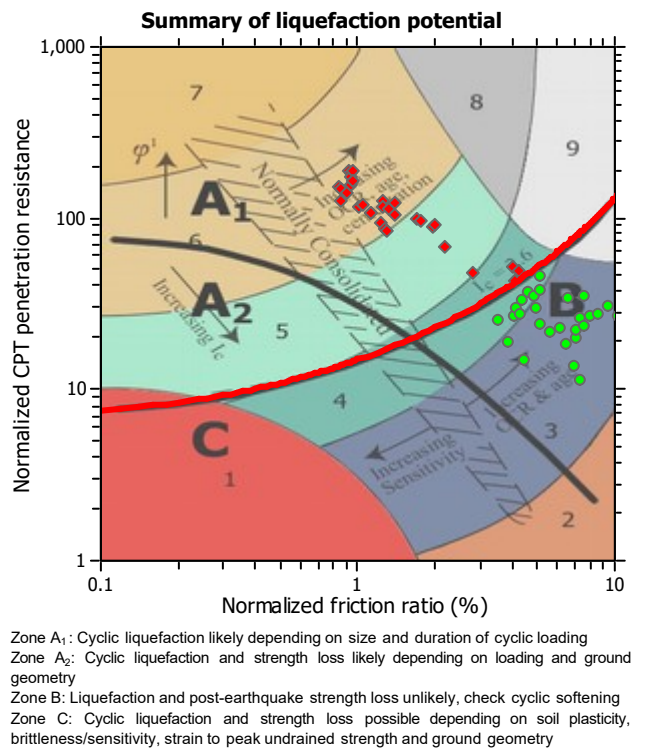 Summary of liquefaction potential
1,000
100
10
1
Normalized CPT penetration resistance
7
8
9
φ'
A1
Normally Consolidated
Increasing
OCR, age,
cementation
6
A2
Increasing Ic
5
Ic = 2.6
B
4
C
1
Increasing
Sensitivity
Increasing
OCR & age
3
2
0.1
1
10
Normalized friction ratio (%)
Zone A1: Cyclic liquefaction likely depending on size and duration of cyclic loading
Zone A2: Cyclic liquefaction and strength loss likely depending on loading and ground
geometry
Zone B: Liquefaction and post-earthquake strength loss unlikely, check cyclic softening
Zone C: Cyclic liquefaction and strength loss possible depending on soil plasticity,
brittleness/sensitivity, strain to peak undrained strength and ground geometry